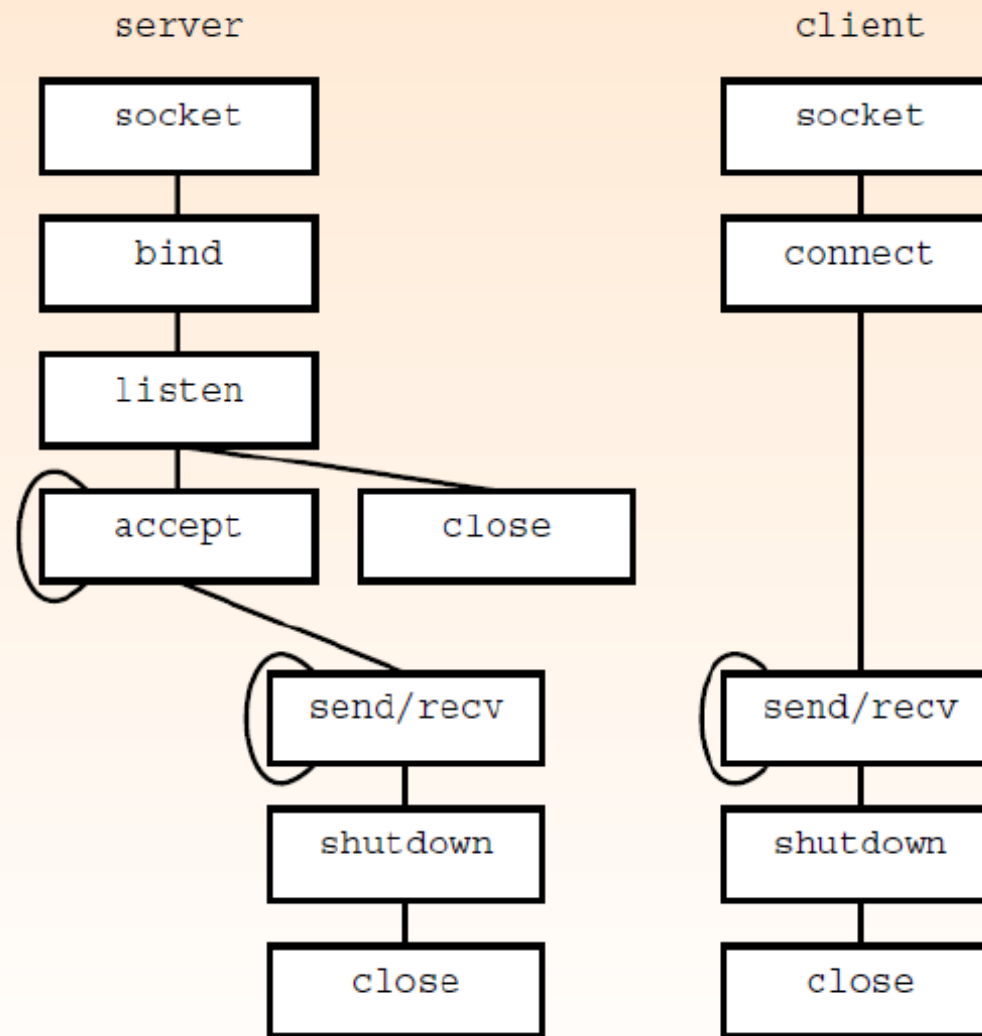 server
socket
bind
listen
accept
close
send/recv
shutdown
close
client
socket
connect
send/recv
shutdown
close